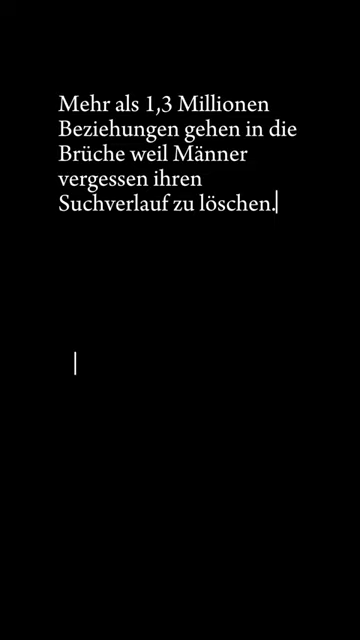 Mehr als 1,3 Millionen
Beziehungen gehen in die
Brüche weil Männer
vergessen ihren
Suchverlauf zu löschen.